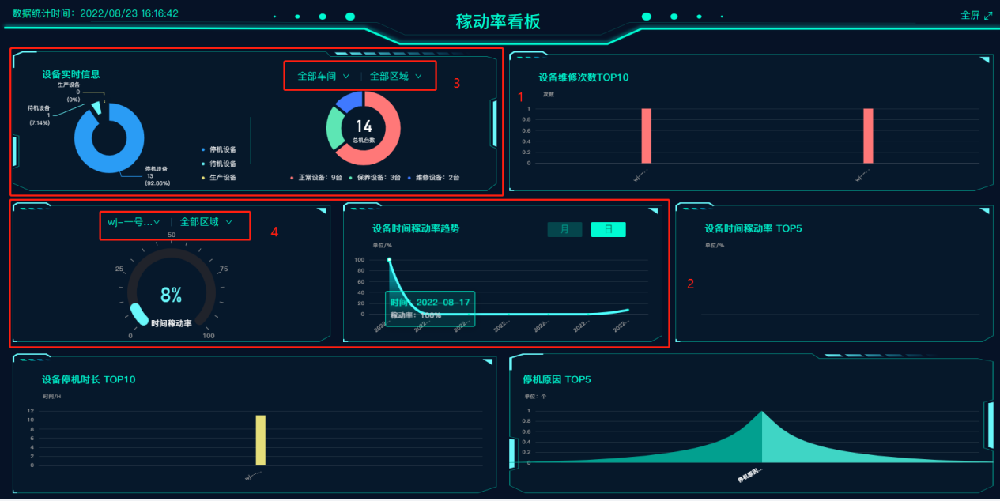 数据统计时间：2022/08/23 16:16:42
稼动率看板
全屏
设备实时信息
生产设备
0
(0%)
待机设备
1
(7.14%)
停机设备
13
(92.86%)
停机设备
待机设备
生产设备
全部车间
全部区域
3
14
总机台数
正常设备：9台
保养设备：3台
维修设备：2台
设备维修次数TOP10
1
次数
1
0.8
0.6
0.4
0.2
0
wj-一...
wj-一...
wj-一号...
全部区域
4
50
25
75
8%
时间稼动率
0
100
设备时间稼动率趋势
月
日
单位/%
100
80
60
40
20
0
时间：2022-08-17
稼动率：100%
2022...
2022...
2022...
2022...
2022...
2022...
2022...
设备时间稼动率 TOP5
单位/%
2
设备停机时长 TOP10
时间/H
12
10
8
6
4
2
0
wj-一...
停机原因 TOP5
单位：个
1
0.8
0.6
0.4
0.2
0
停机原因...